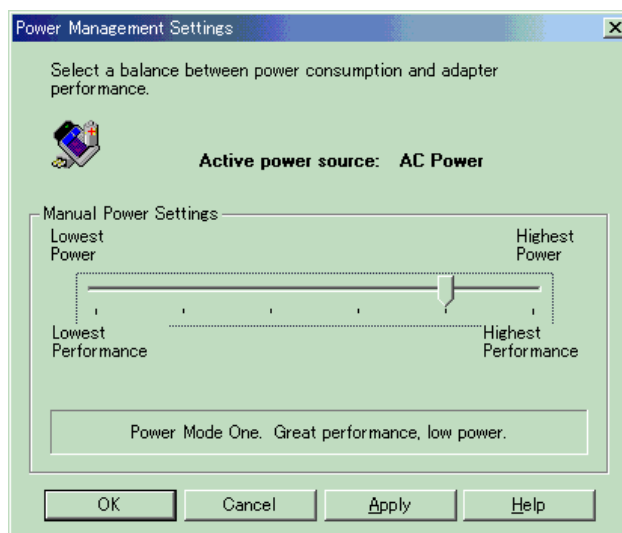 Power Management Settings
Select a balance between power consumption and adapter
performance.
Active power source: AC Power
Manual Power Settings
Lowest
Power
Highest
Power
Lowest
Performance
Highest
Performance
Power Mode One. Great performance, low power.
OK
Cancel
Apply
Help